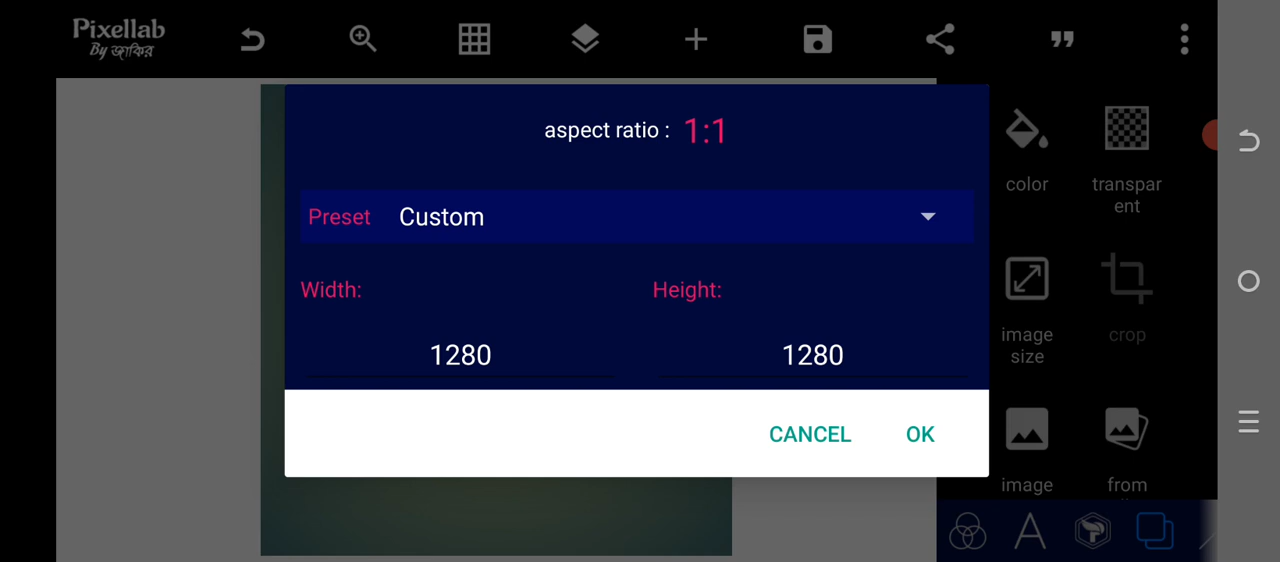 Pixellab
By জাকির
aspect ratio : 1:1
Preset Custom
Width: Height:
1280 1280
CANCEL OK
color transpar
ent
image crop
size
image from